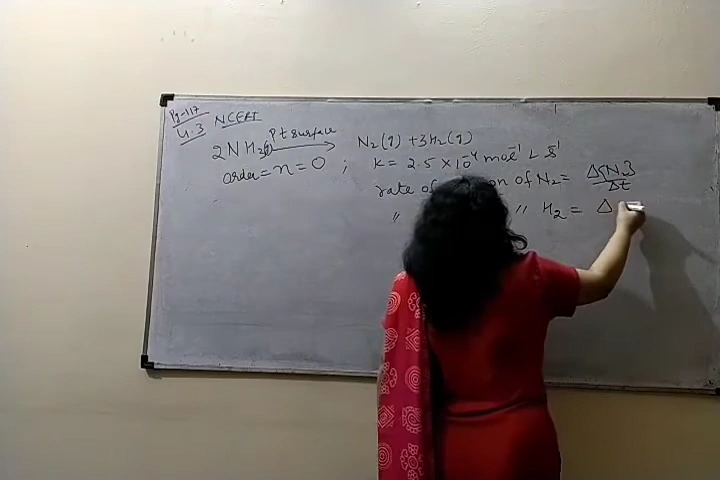 Pg-117
4.3 NCERT
2NH3(g) Pt surface → N2(g) + 3H2(g)
order = n = 0 ; K = 2.5 × 10⁻⁴ mol⁻¹ L S⁻¹
rate of on of N2 = Δ[N2] / Δt
" " H2 = Δ